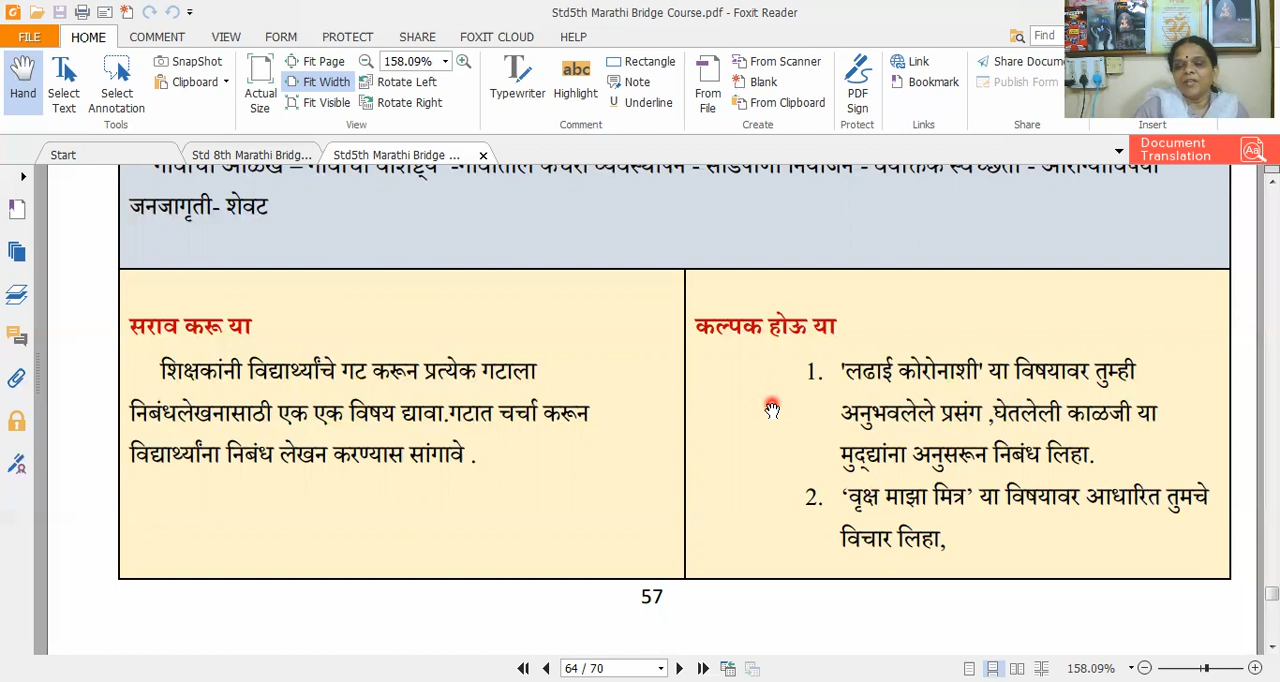 Std5th Marathi Bridge Course.pdf - Foxit Reader
FILE HOME COMMENT VIEW FORM PROTECT SHARE FOXIT CLOUD HELP Find
Hand
Select Text
Select Annotation
SnapShot
Clipboard
Tools
Actual Size
Fit Page
Fit Width
Fit Visible
158.09%
Rotate Left
Rotate Right
View
Typewriter
Highlight
Rectangle
Note
Underline
Comment
From File
From Scanner
Blank
From Clipboard
Create
PDF Sign
Protect
Link
Bookmark
Links
Share
Publish Form
Share
Insert
Start
Std 8th Marathi Bridg...
Std5th Marathi Bridge ...
Document Translation
जनजागृती- शेवट
सराव करू या
शिक्षकांनी विद्यार्थ्यांचे गट करून प्रत्येक गटाला
निबंधलेखनासाठी एक एक विषय द्यावा.गटात चर्चा करून
विद्यार्थ्यांना निबंध लेखन करण्यास सांगावे .
कल्पक होऊ या
1. 'लढाई कोरोनाशी' या विषयावर तुम्ही
अनुभवलेले प्रसंग ,घेतलेली काळजी या
मुद्द्यांना अनुसरून निबंध लिहा.
2. ‘वृक्ष माझा मित्र’ या विषयावर आधारित तुमचे
विचार लिहा,
57
64 / 70
158.09%